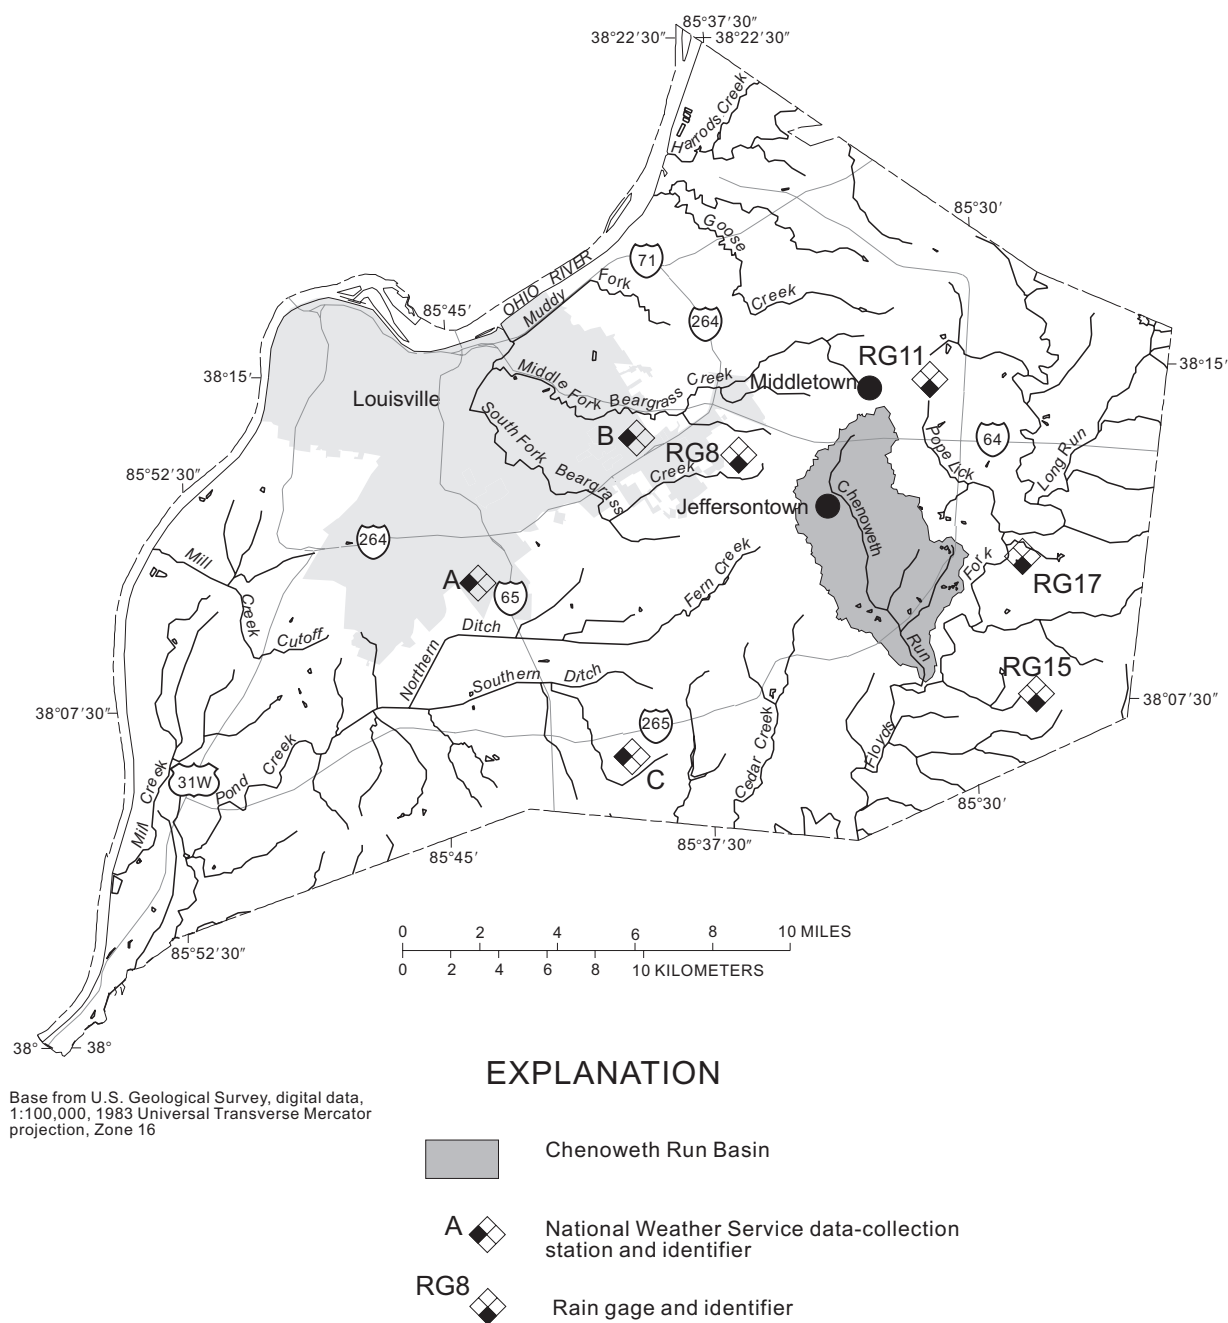 85°37′30″
38°22′30″
38°22′30″
Harrods Creek
85°30′
Goose
Creek
71
OHIO RIVER
Muddy
Fork
85°45′
264
38°15′
RG11
38°15′
Middletown
Middle Fork Beargrass Creek
Louisville
South Fork
Beargrass
Creek
B
RG8
64
Pope Lick
Long Run
85°52′30″
Jeffersontown
Chenoweth
Run
264
Mill
Creek
Cutoff
A
65
Fern Creek
Fork
RG17
Northern
Ditch
Southern
Ditch
RG15
38°07′30″
38°07′30″
265
Cedar Creek
Floyds
31W
Pond
Creek
Mill
Creek
C
85°30′
85°37′30″
85°45′
85°52′30″
0 2 4 6 8 10 MILES
0 2 4 6 8 10 KILOMETERS
38°
38°
EXPLANATION
Base from U.S. Geological Survey, digital data,
1:100,000, 1983 Universal Transverse Mercator
projection, Zone 16
Chenoweth Run Basin
A
National Weather Service data-collection
station and identifier
RG8
Rain gage and identifier